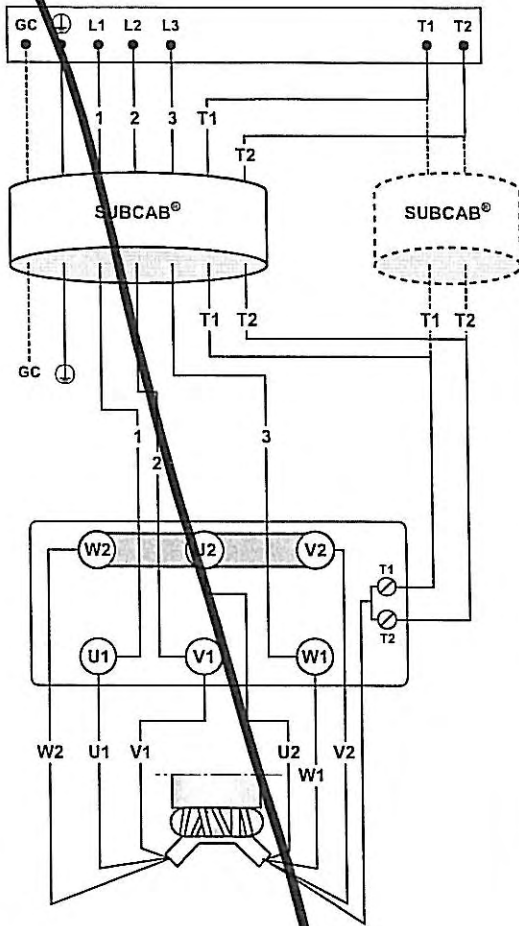 GC ⏚ L1 L2 L3 T1 T2
1 2 3 T1
T2
SUBCAB® SUBCAB®
T1 T2 T1 T2
GC ⏚
1 3
2
W2 U2 V2
T1
T2
U1 V1 W1
W2 U1 V1 U2 V2
W1